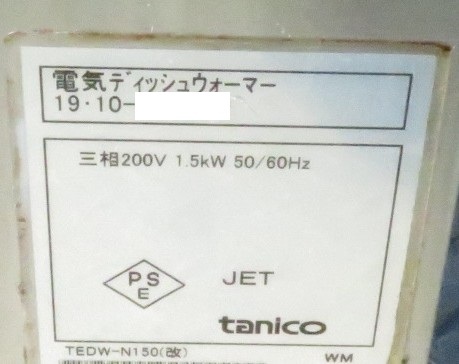 電気ディッシュウォーマー
19・10-
三相200V 1.5kW 50/60Hz
PS
E
JET
tanico
TEDW-N150(改)
WM